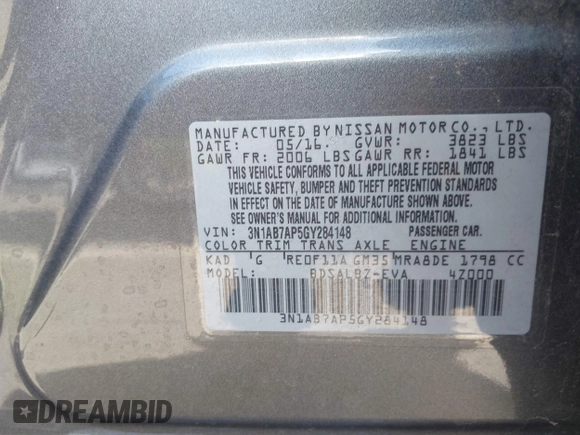 MANUFACTURED BY NISSAN MOTOR CO., LTD.
DATE: 05/16. GVWR: 3823 LBS
GAWR FR: 2006 LBS GAWR RR: 1841 LBS
THIS VEHICLE CONFORMS TO ALL APPLICABLE FEDERAL MOTOR
VEHICLE SAFETY, BUMPER AND THEFT PREVENTION STANDARDS
IN EFFECT ON THE DATE OF MANUFACTURE SHOWN ABOVE.
SEE OWNER'S MANUAL FOR ADDITIONAL INFORMATION.
VIN: 3N1AB7AP5GY284148 PASSENGER CAR.
COLOR TRIM TRANS AXLE ENGINE
KAD G RE0F11A GM35 MRA8DE 1798 CC
MODEL: BDSALBZ-EVA 47000
3N1AB7AP5GY284148
DREAMBID